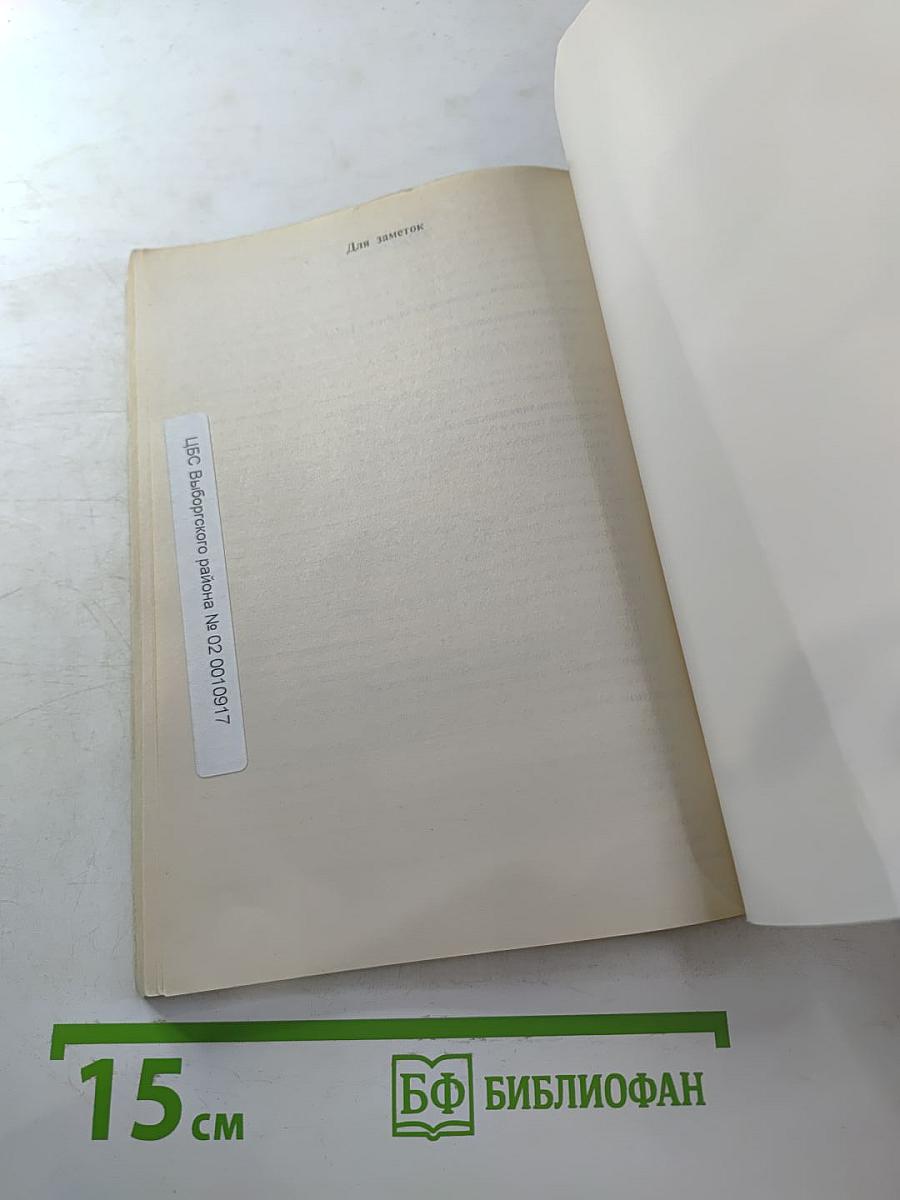 Для заметок
ЦБС Выборгского района № 02 0010917
15 см
БФ БИБЛИОФАН